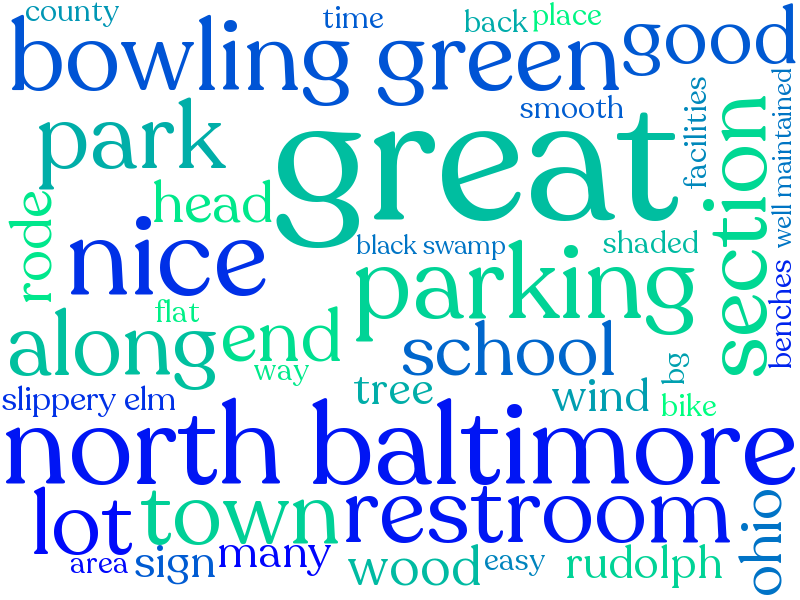 county
time
back
place
bowling green
good
smooth
facilities
well maintained
park
great
section
head
rode
nice
black swamp
shaded
parking
benches
flat
along
end
school
way
bg
tree
wind
bike
slippery elm
north baltimore
lot
town
restroom
ohio
area
sign
many
wood
easy
rudolph